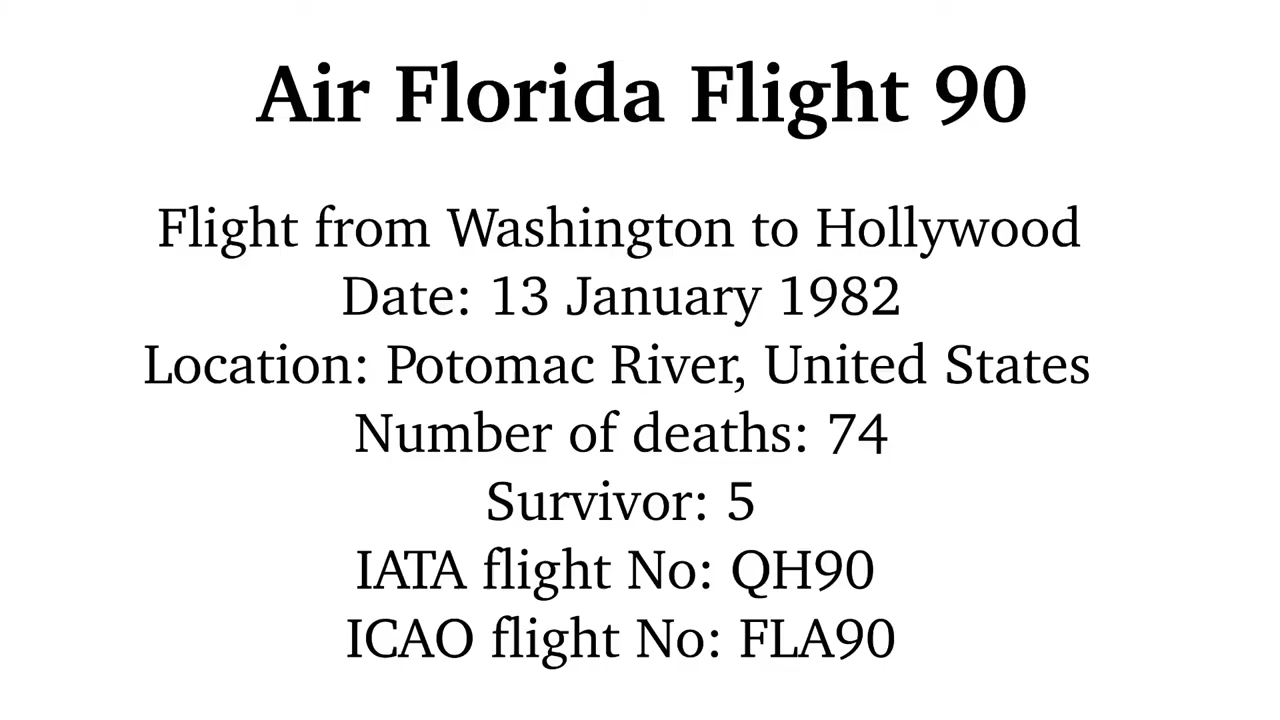 Air Florida Flight 90
Flight from Washington to Hollywood
Date: 13 January 1982
Location: Potomac River, United States
Number of deaths: 74
Survivor: 5
IATA flight No: QH90
ICAO flight No: FLA90